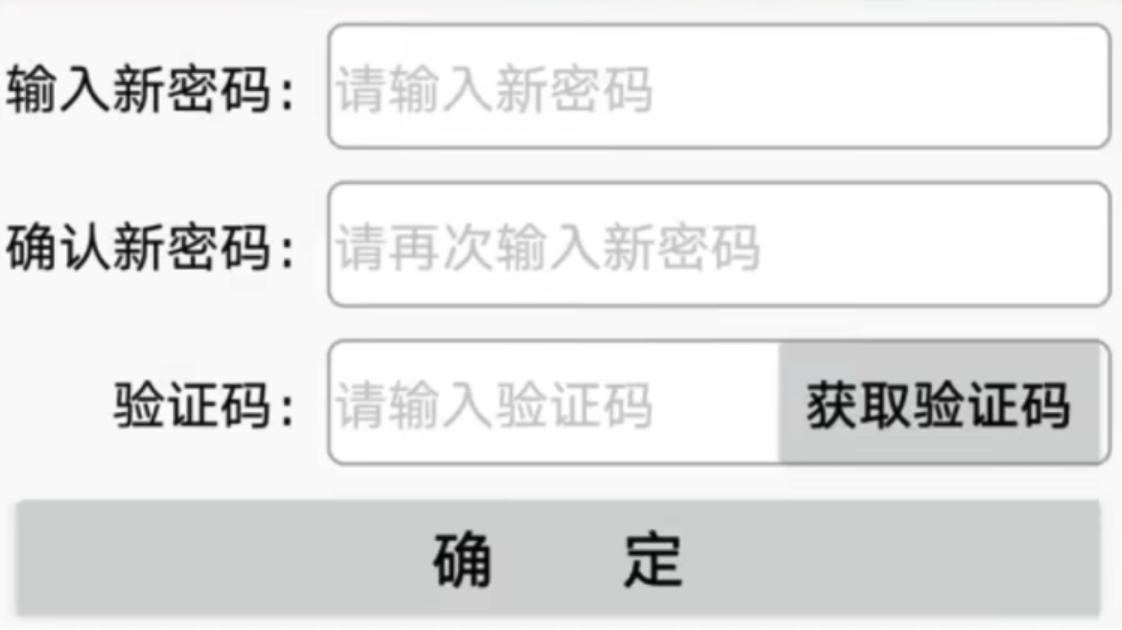 输入新密码： 请输入新密码
确认新密码： 请再次输入新密码
验证码： 请输入验证码 获取验证码
确 定